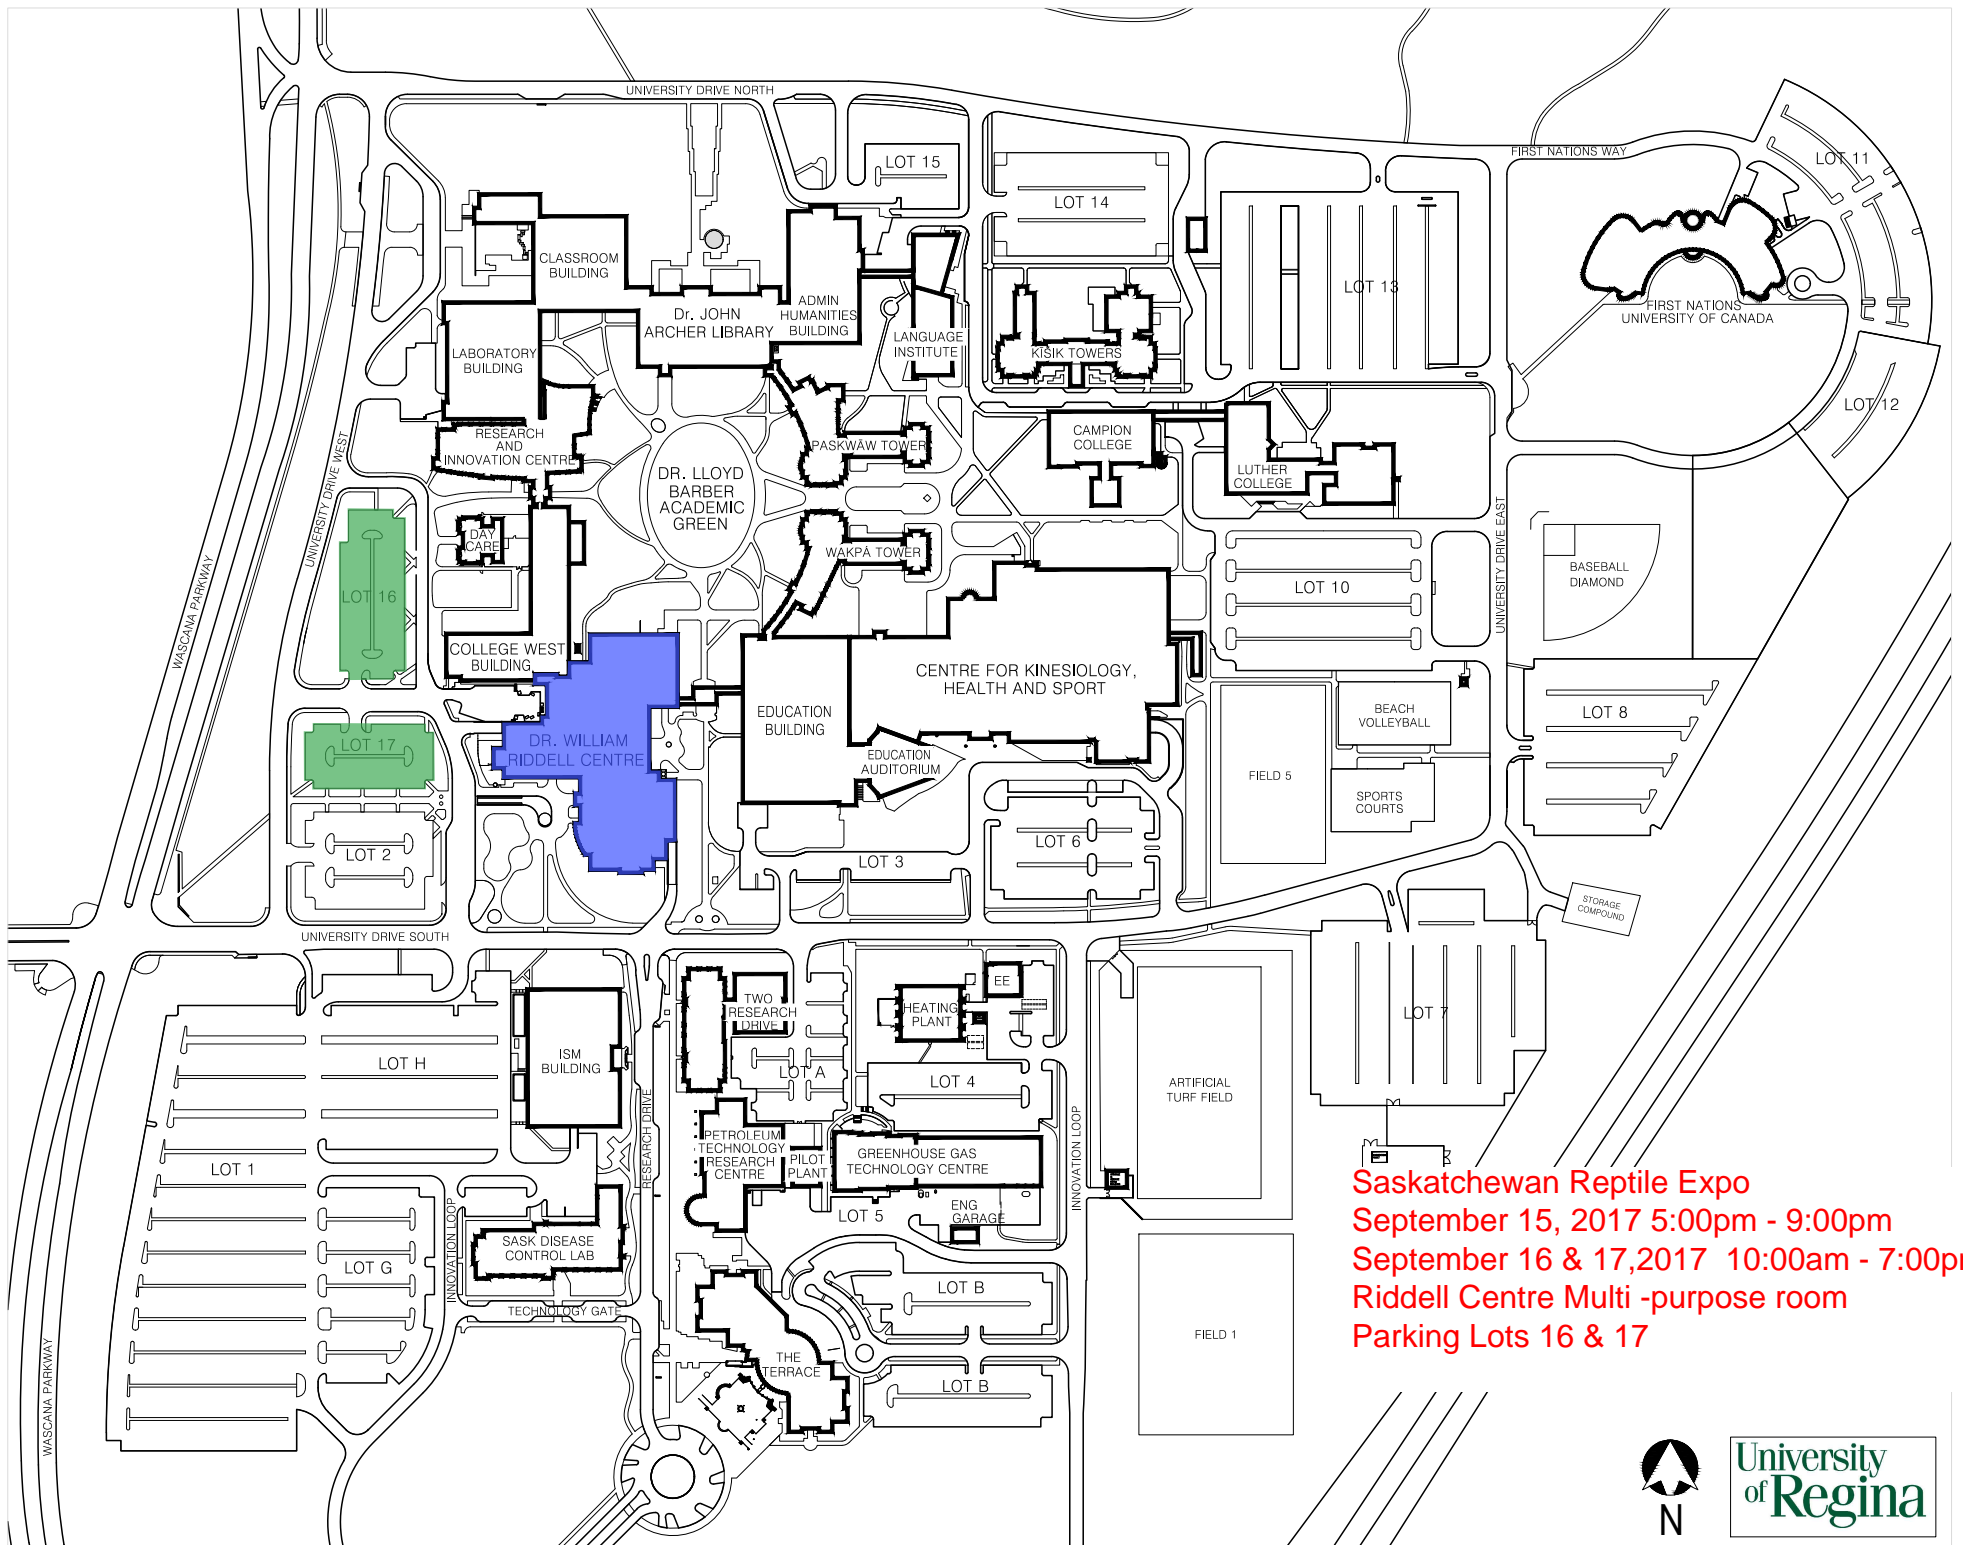 UNIVERSITY DRIVE NORTH
FIRST NATIONS WAY
LOT 11
LOT 15
LOT 14
CLASSROOM
BUILDING
LOT 13
ADMIN
HUMANITIES
BUILDING
Dr. JOHN
ARCHER LIBRARY
FIRST NATIONS
UNIVERSITY OF CANADA
LANGUAGE
INSTITUTE
KĪSIK TOWERS
LABORATORY
BUILDING
LOT 12
RESEARCH
AND
INNOVATION CENTRE
PASKWĀW TOWER
CAMPION
COLLEGE
LUTHER
COLLEGE
DR. LLOYD
BARBER
ACADEMIC
GREEN
UNIVERSITY DRIVE WEST
UNIVERSITY DRIVE EAST
DAY
CARE
WAKPĀ TOWER
BASEBALL
DIAMOND
LOT 10
LOT 16
WASCANA PARKWAY
COLLEGE WEST
BUILDING
CENTRE FOR KINESIOLOGY,
HEALTH AND SPORT
EDUCATION
BUILDING
BEACH
VOLLEYBALL
LOT 8
LOT 17
DR. WILLIAM
RIDDELL CENTRE
EDUCATION
AUDITORIUM
FIELD 5
SPORTS
COURTS
LOT 2
LOT 3
LOT 6
STORAGE
COMPOUND
UNIVERSITY DRIVE SOUTH
TWO
RESEARCH
DRIVE
EE
HEATING
PLANT
LOT 7
ISM
BUILDING
LOT H
LOT A
LOT 4
ARTIFICIAL
TURF FIELD
RESEARCH DRIVE
INNOVATION LOOP
PETROLEUM
TECHNOLOGY
RESEARCH
CENTRE
PILOT
PLANT
GREENHOUSE GAS
TECHNOLOGY CENTRE
LOT 1
LOT 5
ENG
GARAGE
INNOVATION LOOP
SASK DISEASE
CONTROL LAB
LOT G
LOT B
TECHNOLOGY GATE
THE
TERRACE
LOT B
FIELD 1
WASCANA PARKWAY
Saskatchewan Reptile Expo
September 15, 2017 5:00pm - 9:00pm
September 16 & 17,2017 10:00am - 7:00p
Riddell Centre Multi -purpose room
Parking Lots 16 & 17
N
University
of Regina